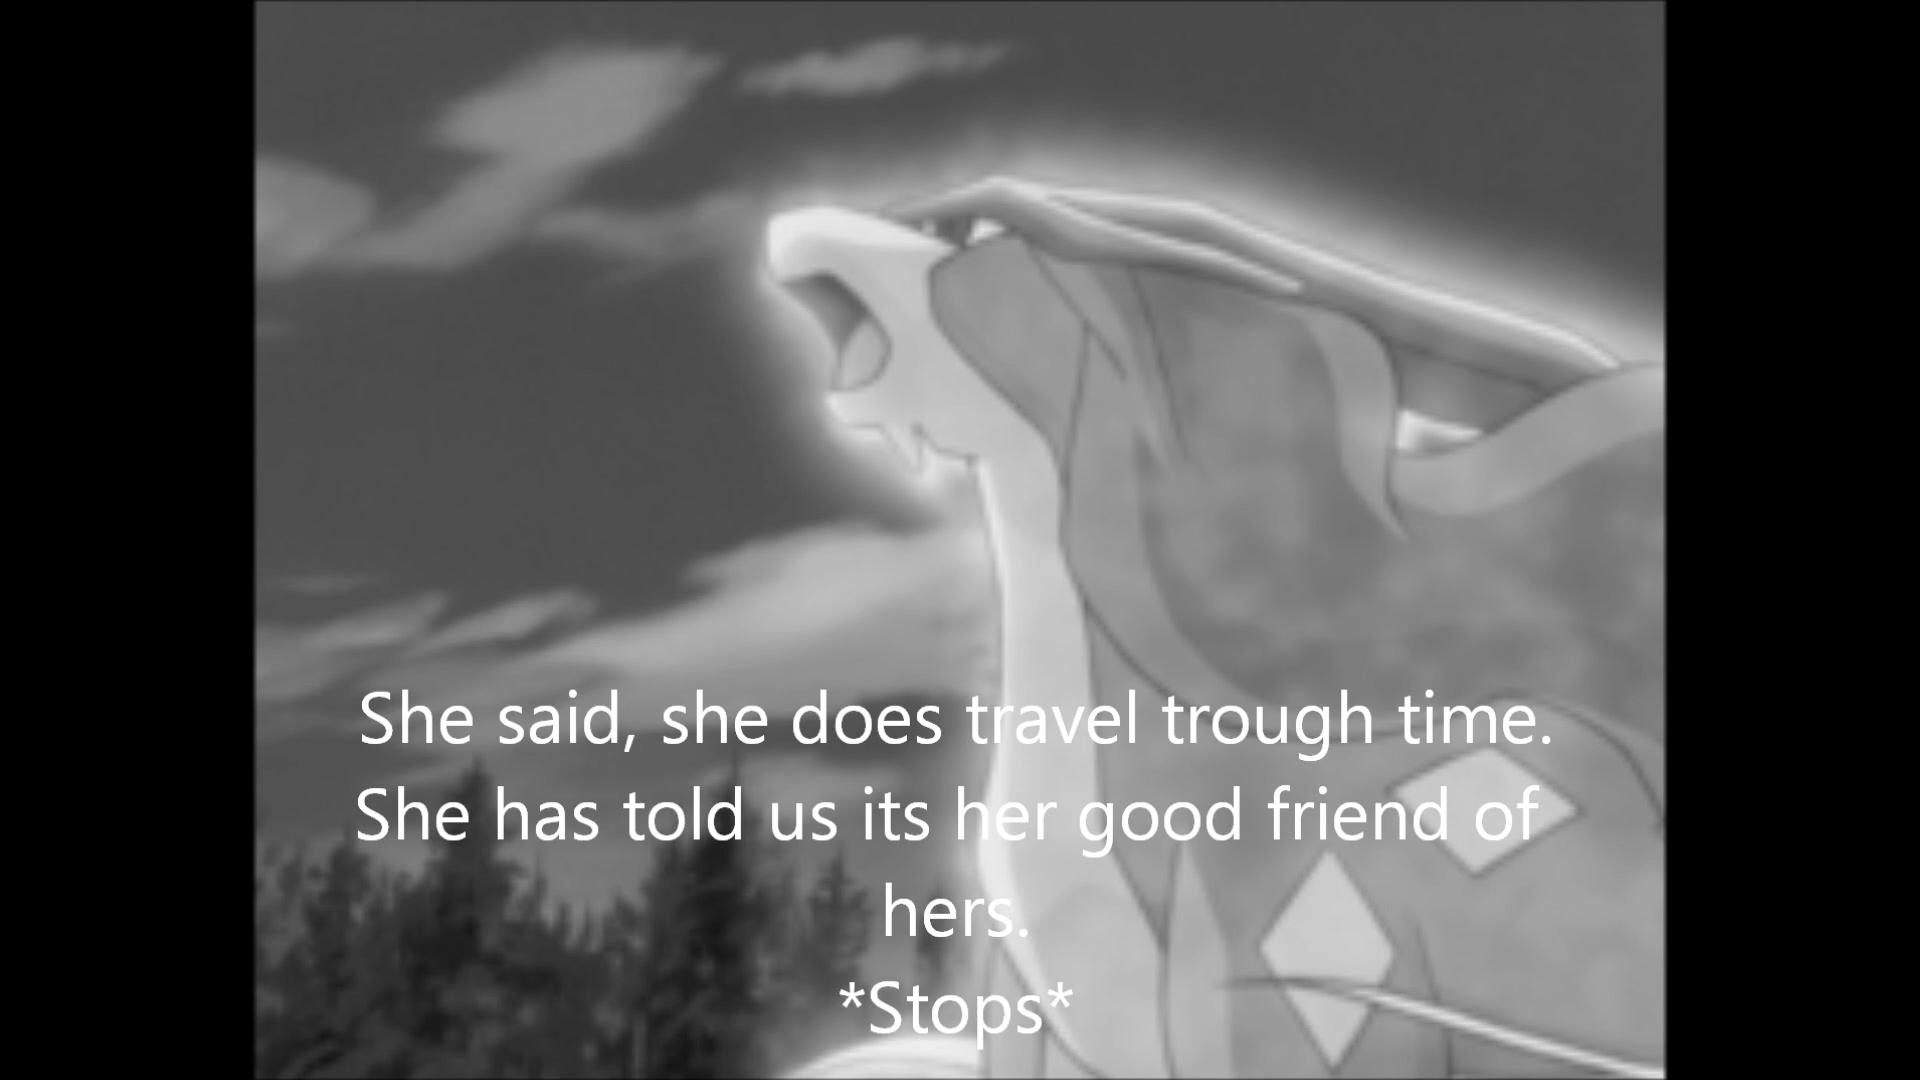 She said, she does travel trough time.
She has told us its her good friend of
hers.
*Stops*